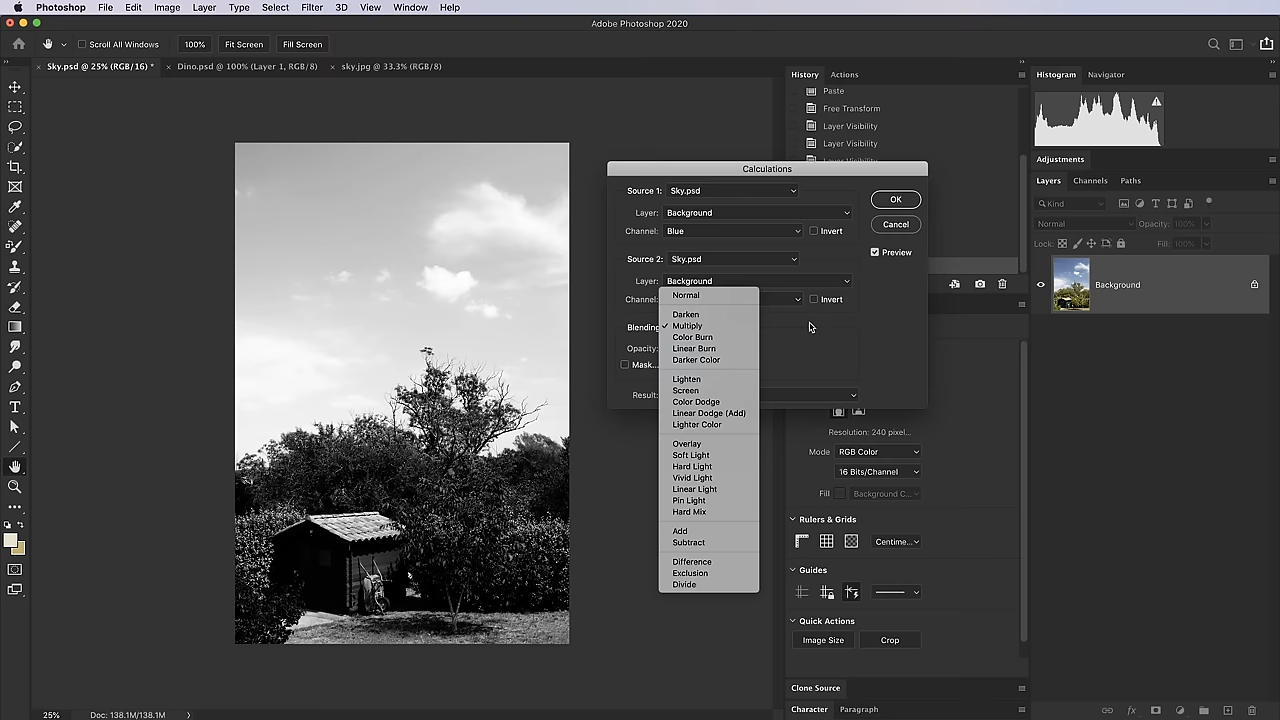 Photoshop File Edit Image Layer Type Select Filter 3D View Window Help
Adobe Photoshop 2020
Scroll All Windows 100% Fit Screen Fill Screen
Sky.psd @ 25% (RGB/16) * Dino.psd @ 100% (Layer 1, RGB/8) sky.jpg @ 33.3% (RGB/8)
History Actions
Paste
Free Transform
Layer Visibility
Layer Visibility
Layer Visibility
Calculations
Source 1: Sky.psd
Layer: Background
Channel: Blue Invert
Source 2: Sky.psd
Layer: Background
Channel: Invert
Blending
Opacity:
Mask...
Result:
OK
Cancel
Preview
Normal
Darken
Multiply
Color Burn
Linear Burn
Darker Color
Lighten
Screen
Color Dodge
Linear Dodge (Add)
Lighter Color
Overlay
Soft Light
Hard Light
Vivid Light
Linear Light
Pin Light
Hard Mix
Add
Subtract
Difference
Exclusion
Divide
Resolution: 240 pixel...
Mode RGB Color
16 Bits/Channel
Fill Background C...
Rulers & Grids
Centime...
Guides
Quick Actions
Image Size Crop
Clone Source
Character Paragraph
Histogram Navigator
Adjustments
Layers Channels Paths
Kind
Normal Opacity: 100%
Lock: Fill: 100%
Background
25% Doc: 138.1M/138.1M